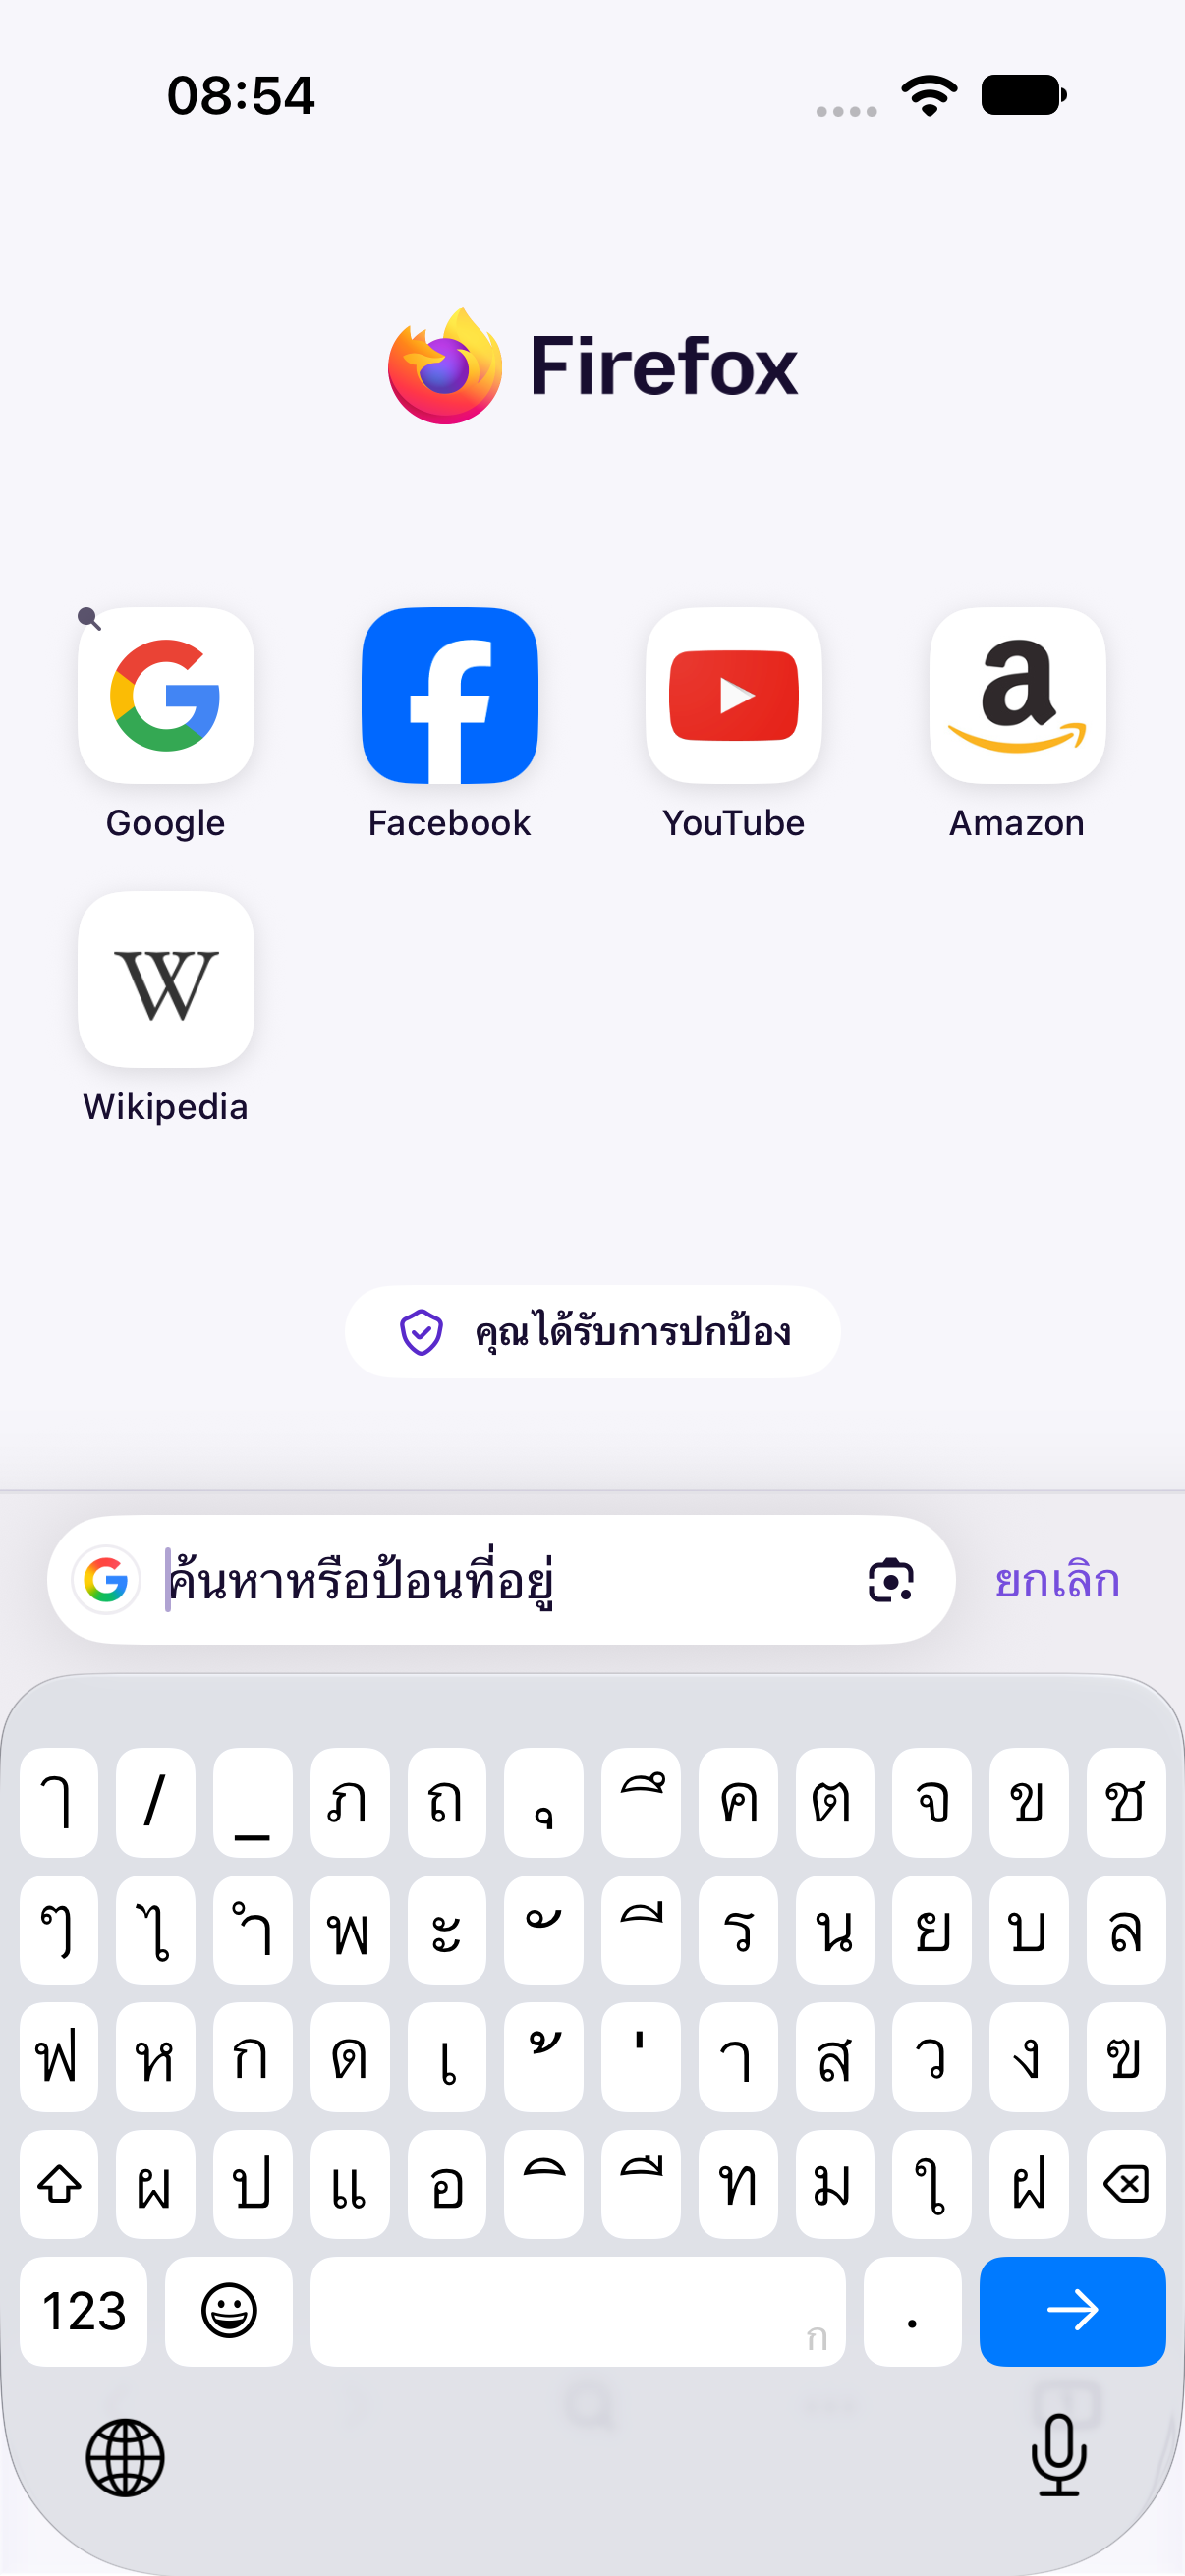 08:54
Firefox
Google
Facebook
YouTube
Amazon
W
Wikipedia
คุณได้รับการปกป้อง
ค้นหาหรือป้อนที่อยู่
ยกเลิก
ๅ / _ ภ ถ ุ ึ ค ต จ ข ช
ๆ ไ ำ พ ะ ั ี ร น ย บ ล
ฟ ห ก ด เ ้ ่ า ส ว ง ฃ
ผ ป แ อ ิ ื ท ม ใ ฝ
123 ก .